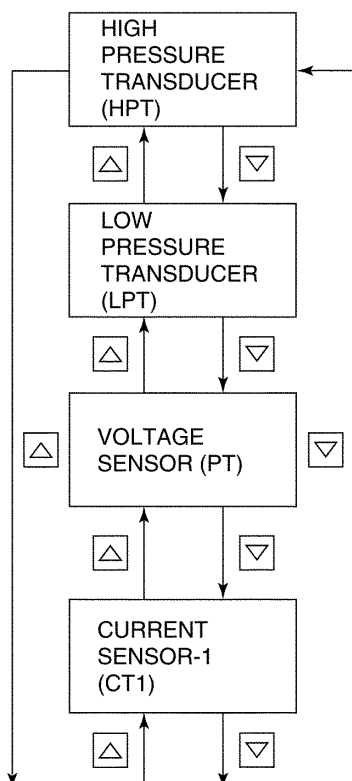 HIGH
PRESSURE
TRANSDUCER
(HPT)
LOW
PRESSURE
TRANSDUCER
(LPT)
VOLTAGE
SENSOR (PT)
CURRENT
SENSOR-1
(CT1)